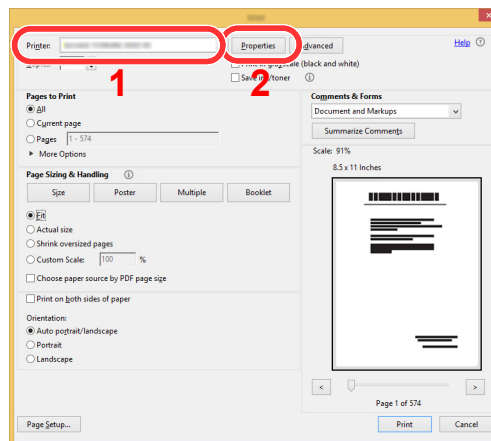 Printer:
Properties
Advanced
Help
1
2
Print in grayscale (black and white)
Save ink/toner
Pages to Print
All
Current page
Pages
1 - 574
More Options
Page Sizing & Handling
Size
Poster
Multiple
Booklet
Fit
Actual size
Shrink oversized pages
Custom Scale:
100
%
Choose paper source by PDF page size
Print on both sides of paper
Orientation:
Auto portrait/landscape
Portrait
Landscape
Comments & Forms
Document and Markups
Summarize Comments
Scale: 91%
8.5 x 11 Inches
<
>
Page 1 of 574
Page Setup...
Print
Cancel